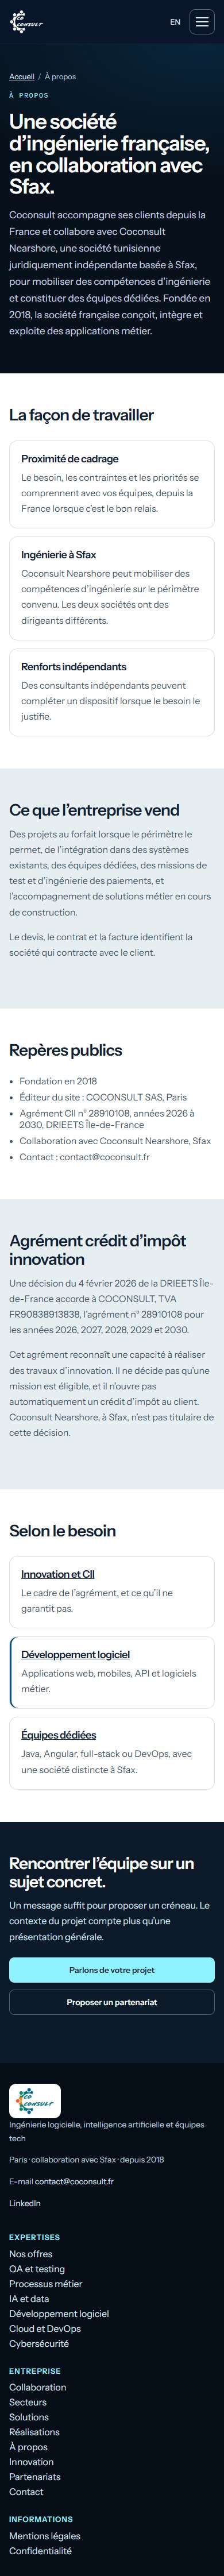 CO
CONSULT
EN
Accueil / À propos
À PROPOS
Une société
d’ingénierie française,
en collaboration avec
Sfax.
Coconsult accompagne ses clients depuis la
France et collabore avec Coconsult
Nearshore, une société tunisienne
juridiquement indépendante basée à Sfax,
pour mobiliser des compétences d’ingénierie
et constituer des équipes dédiées. Fondée en
2018, la société française conçoit, intègre et
exploite des applications métier.
La façon de travailler
Proximité de cadrage
Le besoin, les contraintes et les priorités se
comprennent avec vos équipes, depuis la
France lorsque c’est le bon relais.
Ingénierie à Sfax
Coconsult Nearshore peut mobiliser des
compétences d’ingénierie sur le périmètre
convenu. Les deux sociétés ont des
dirigeants différents.
Renforts indépendants
Des consultants indépendants peuvent
compléter un dispositif lorsque le besoin le
justifie.
Ce que l’entreprise vend
Des projets au forfait lorsque le périmètre le
permet, de l’intégration dans des systèmes
existants, des équipes dédiées, des missions de
test et d’ingénierie des paiements, et
l’accompagnement de solutions métier en cours
de construction.
Le devis, le contrat et la facture identifient la
société qui contracte avec le client.
Repères publics
• Fondation en 2018
• Éditeur du site : COCONSULT SAS, Paris
• Agrément CII n° 28910108, années 2026 à
2030, DRIEETS Île-de-France
• Collaboration avec Coconsult Nearshore, Sfax
• Contact : contact@coconsult.fr
Agrément crédit d’impôt
innovation
Une décision du 4 février 2026 de la DRIEETS Île-
de-France accorde à COCONSULT, TVA
FR90838913838, l’agrément n° 28910108 pour
les années 2026, 2027, 2028, 2029 et 2030.
Cet agrément reconnaît une capacité à réaliser
des travaux d’innovation. Il ne décide pas qu’une
mission est éligible, et il n’ouvre pas
automatiquement un crédit d’impôt au client.
Coconsult Nearshore, à Sfax, n’est pas titulaire de
cette décision.
Selon le besoin
Innovation et CII
Le cadre de l’agrément, et ce qu’il ne
garantit pas.
Développement logiciel
Applications web, mobiles, API et logiciels
métier.
Équipes dédiées
Java, Angular, full-stack ou DevOps, avec
une société distincte à Sfax.
Rencontrer l’équipe sur un
sujet concret.
Un message suffit pour proposer un créneau. Le
contexte du projet compte plus qu’une
présentation générale.
Parlons de votre projet
Proposer un partenariat
CO
CONSULT
Ingénierie logicielle, intelligence artificielle et équipes
tech
Paris · collaboration avec Sfax · depuis 2018
E-mail contact@coconsult.fr
LinkedIn
EXPERTISES
Nos offres
QA et testing
Processus métier
IA et data
Développement logiciel
Cloud et DevOps
Cybersécurité
ENTREPRISE
Collaboration
Secteurs
Solutions
Réalisations
À propos
Innovation
Partenariats
Contact
INFORMATIONS
Mentions légales
Confidentialité